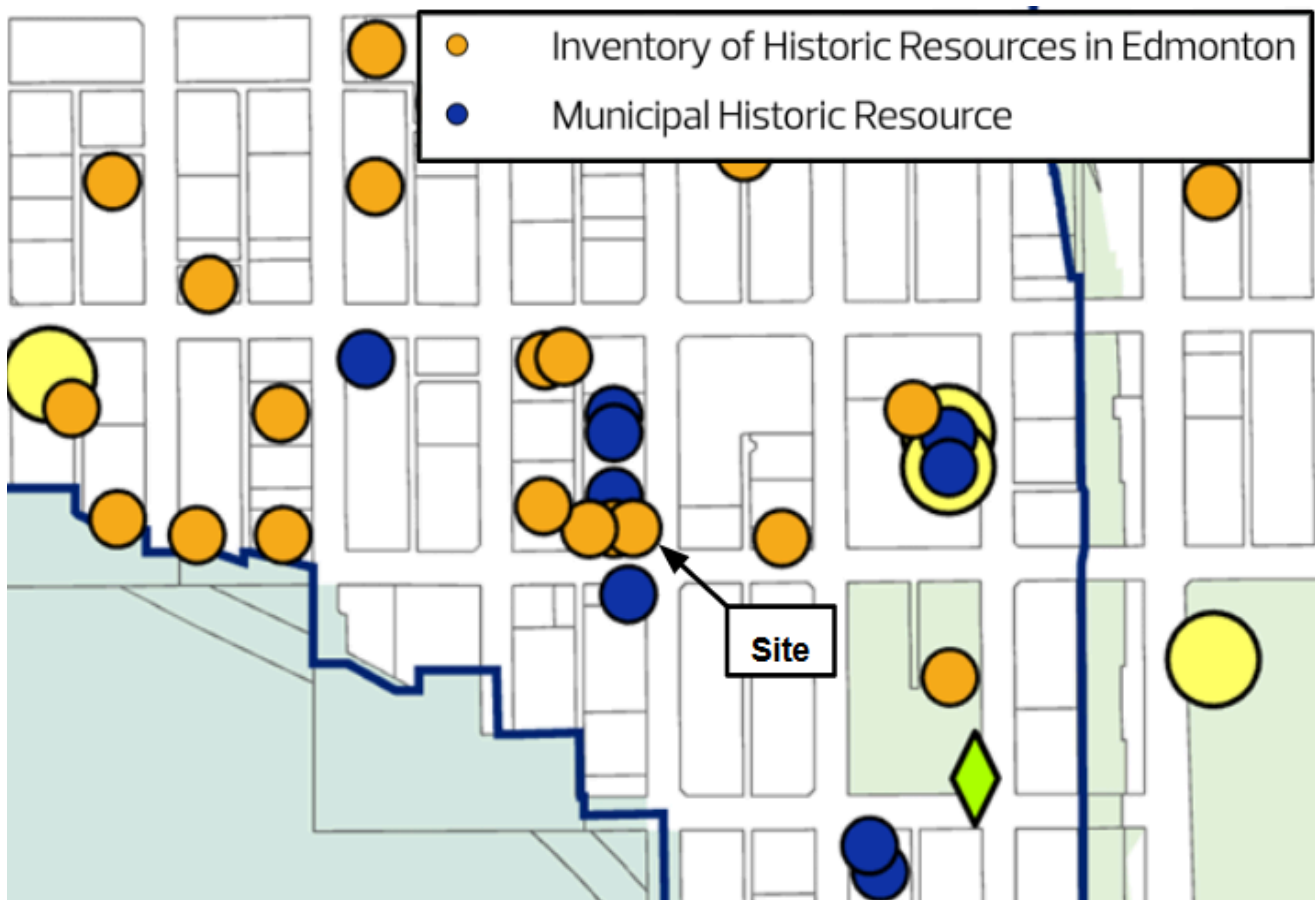 Inventory of Historic Resources in Edmonton
Municipal Historic Resource
Site